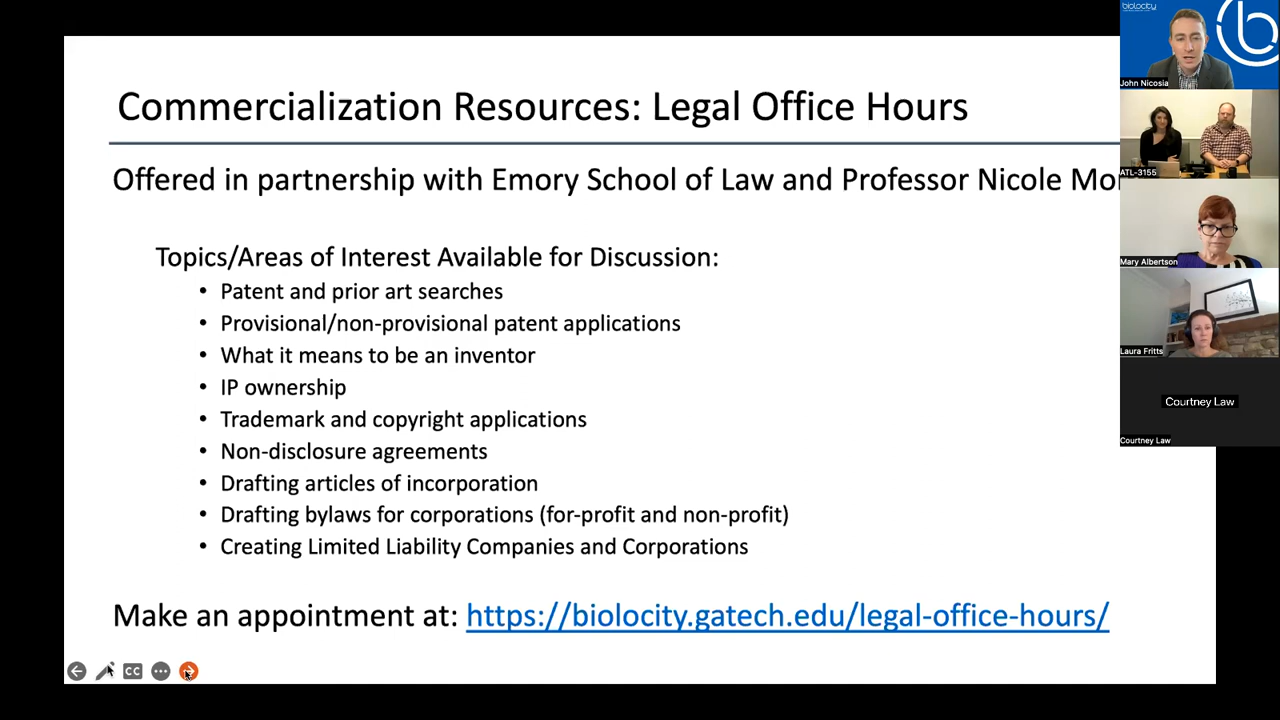 Commercialization Resources: Legal Office Hours
Offered in partnership with Emory School of Law and Professor Nicole
Topics/Areas of Interest Available for Discussion:
• Patent and prior art searches
• Provisional/non-provisional patent applications
• What it means to be an inventor
• IP ownership
• Trademark and copyright applications
• Non-disclosure agreements
• Drafting articles of incorporation
• Drafting bylaws for corporations (for-profit and non-profit)
• Creating Limited Liability Companies and Corporations
Make an appointment at: https://biolocity.gatech.edu/legal-office-hours/
CC
biolocity
b
John Nicosia
ATL-3155
Mary Albertson
Laura Fritts
Courtney Law
Courtney Law